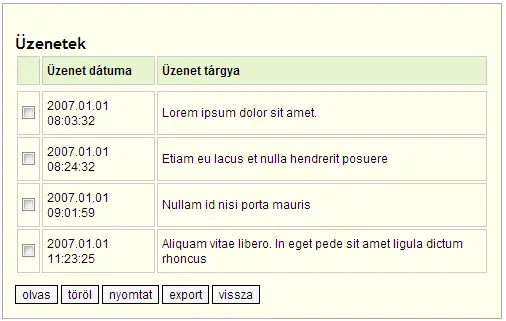 Üzenetek
Üzenet dátuma Üzenet tárgya
2007.01.01
08:03:32
Lorem ipsum dolor sit amet.
2007.01.01
08:24:32
Etiam eu lacus et nulla hendrerit posuere
2007.01.01
09:01:59
Nullam id nisi porta mauris
2007.01.01
11:23:25
Aliquam vitae libero. In eget pede sit amet ligula dictum
rhoncus
olvas töröl nyomtat export vissza